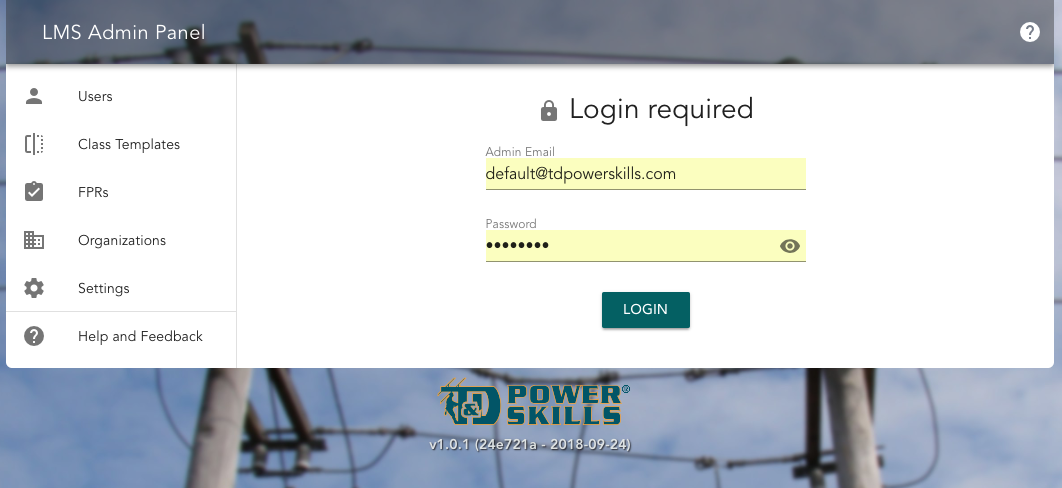 LMS Admin Panel
Users
Class Templates
FPRs
Organizations
Settings
Help and Feedback
Login required
Admin Email
default@tdpowerskills.com
Password
••••••••
LOGIN
T&D POWER SKILLS®
v1.0.1 (24e721a - 2018-09-24)